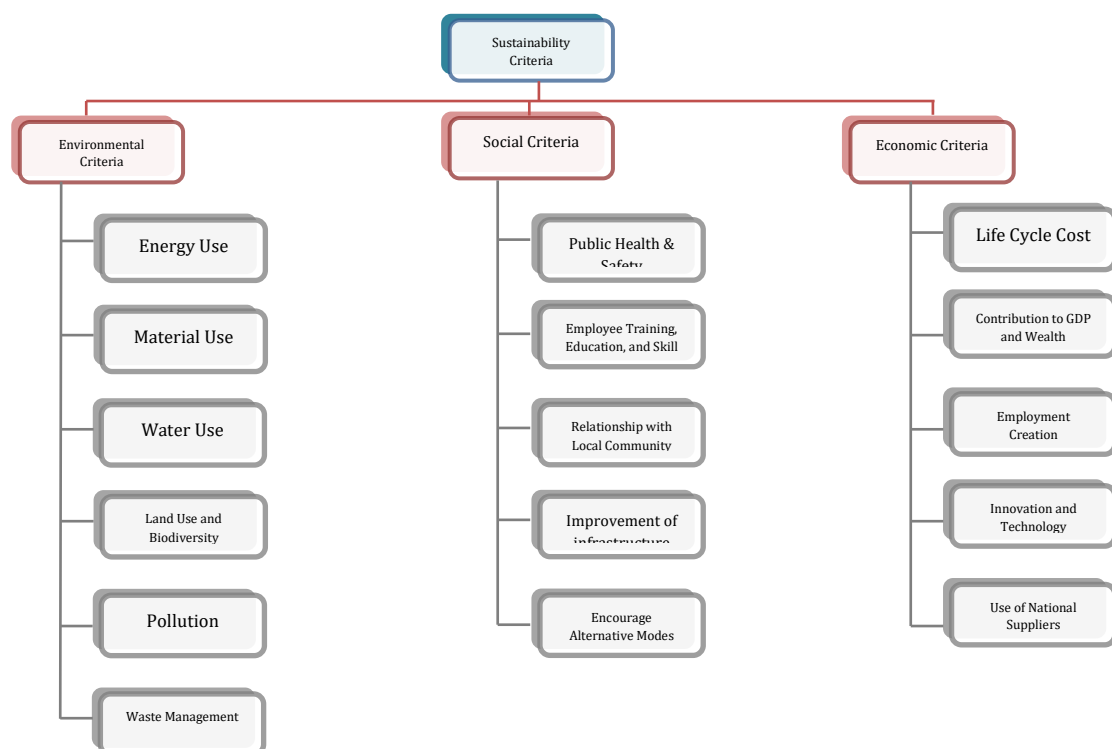 Sustainability
Criteria
Environmental
Criteria
Social Criteria
Economic Criteria
Energy Use
Material Use
Water Use
Land Use and
Biodiversity
Pollution
Waste Management
Public Health &
Safety
Employee Training,
Education, and Skill
Relationship with
Local Community
Improvement of
infrastructure
Encourage
Alternative Modes
Life Cycle Cost
Contribution to GDP
and Wealth
Employment
Creation
Innovation and
Technology
Use of National
Suppliers